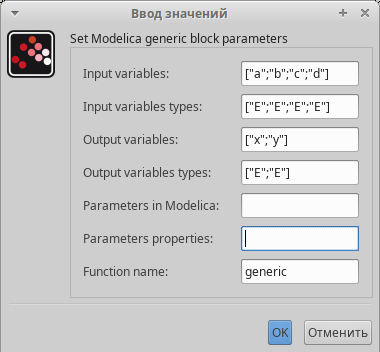 Ввод значений
Set Modelica generic block parameters
Input variables: ["a";"b";"c";"d"]
Input variables types: ["E";"E";"E";"E"]
Output variables: ["x";"y"]
Output variables types: ["E";"E"]
Parameters in Modelica:
Parameters properties:
Function name: generic
OK Отменить